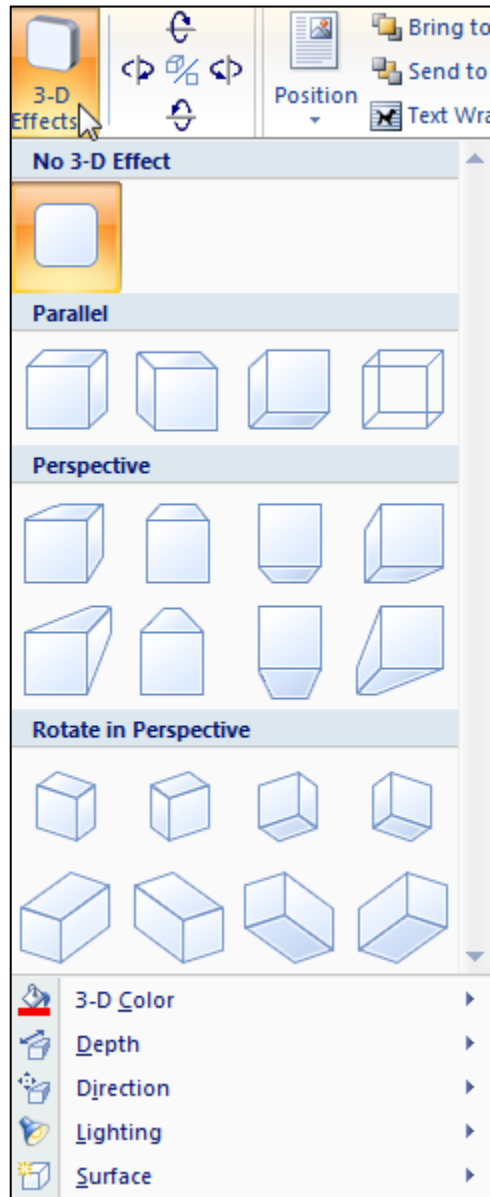 Bring to
Send to
Text Wra
3-D
Effects
Position
No 3-D Effect
Parallel
Perspective
Rotate in Perspective
3-D Color
Depth
Direction
Lighting
Surface